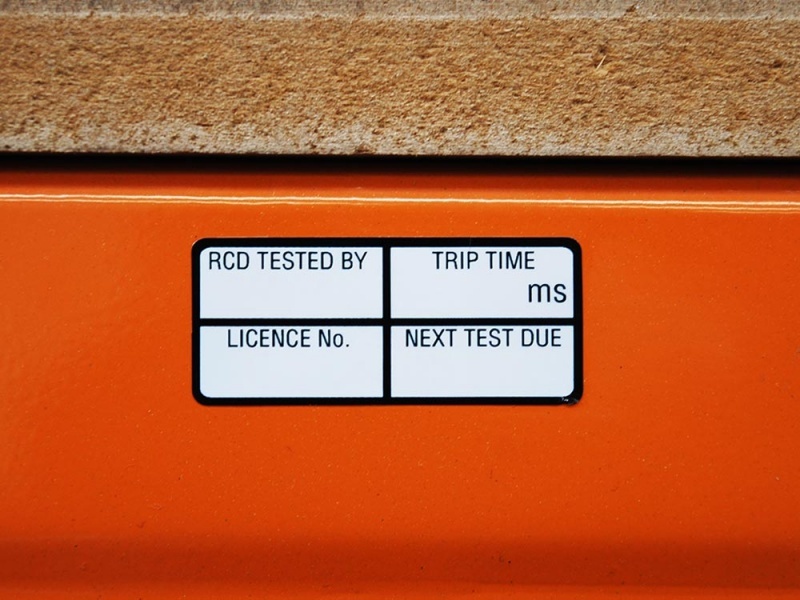 RCD TESTED BY
TRIP TIME
ms
LICENCE No.
NEXT TEST DUE